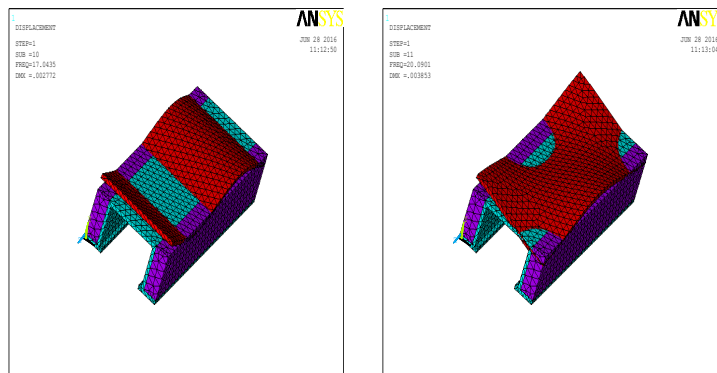 1
ANSYS
DISPLACEMENT
JUN 28 2016
11:12:50
STEP=1
SUB =10
FREQ=17.0435
DMX =.002772
1
ANSY
DISPLACEMENT
JUN 28 2016
11:13:04
STEP=1
SUB =11
FREQ=20.0901
DMX =.003853